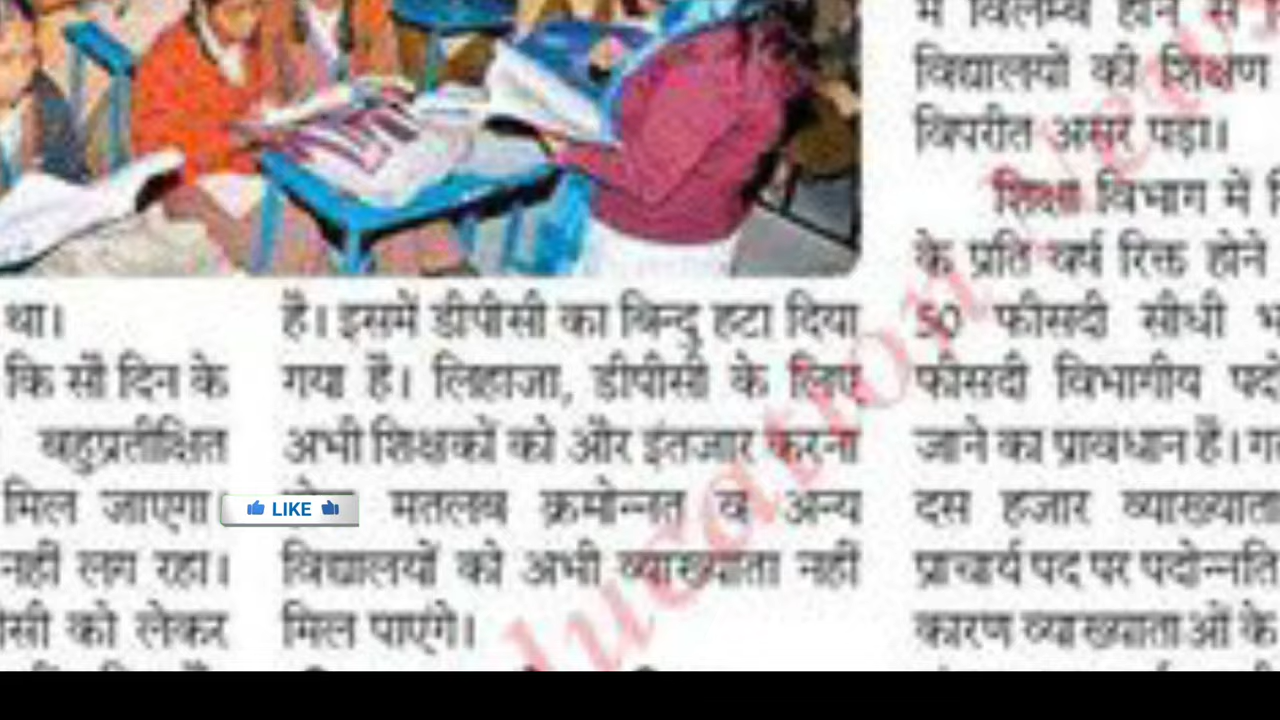 था।
कि सौ दिन के
बहुप्रतीक्षित
मिल जाएगा
नहीं लग रहा।
को लेकर
है। इसमें डीपीसी का बिन्दु हटा दिया
गया है। लिहाजा, डीपीसी के लिए
अभी शिक्षकों को और इंतजार करना
मतलब क्रमोन्नत व अन्य
विद्यालयों को अभी व्याख्याता नहीं
मिल पाएंगे।
LIKE
में विलम्ब होने से
विद्यालयों की शिक्षण
विपरीत असर पड़ा।
शिक्षा विभाग में
के प्रति वर्ष रिक्त होने
50 फीसदी सीधी
फीसदी विभागीय
जाने का प्रावधान है।
दस हजार व्याख्याता
प्राचार्य पद पर पदोन्नति
कारण व्याख्याताओं के